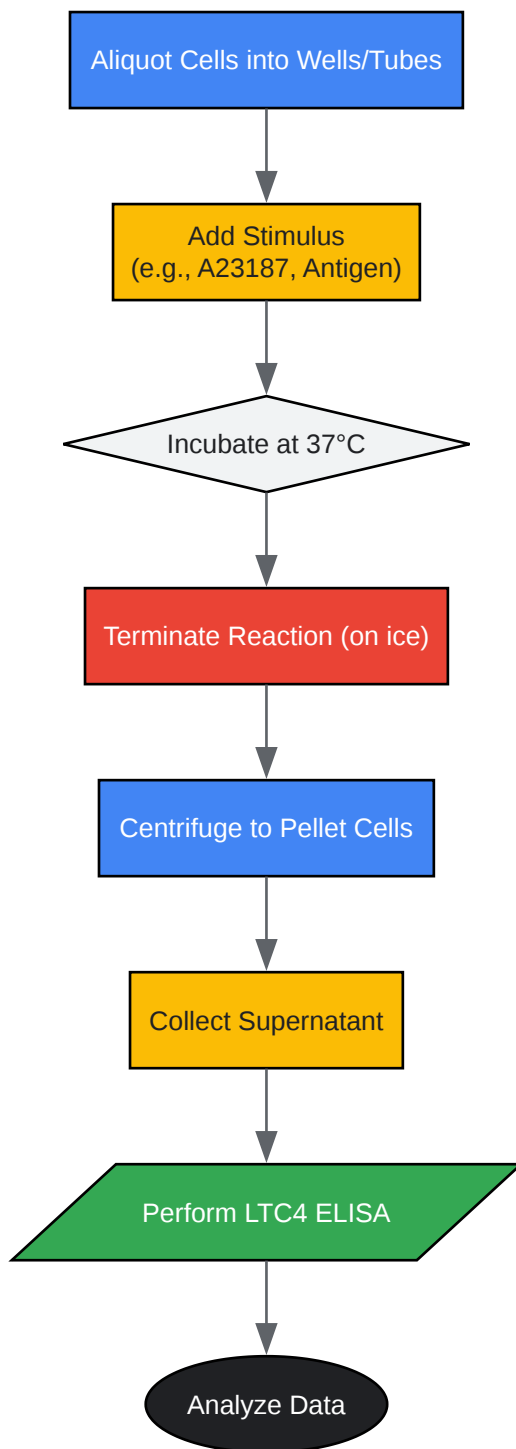 Aliquot Cells into Wells/Tubes
Add Stimulus
(e.g., A23187, Antigen)
Incubate at 37°C
Terminate Reaction (on ice)
Centrifuge to Pellet Cells
Collect Supernatant
Perform LTC4 ELISA
Analyze Data